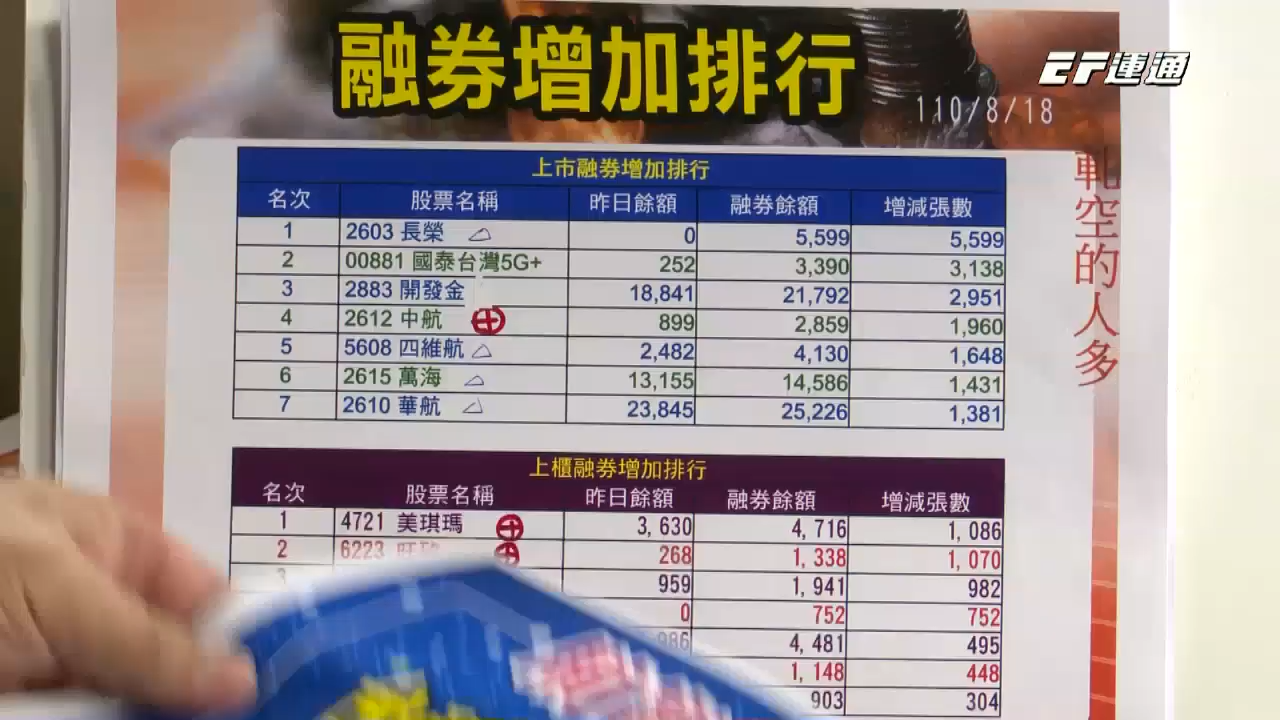 融券增加排行
EF運通
110/8/18
軋空的人多
上市融券增加排行
名次 股票名稱 昨日餘額 融券餘額 增減張數
1 2603 長榮 0 5,599 5,599
2 00881 國泰台灣5G+ 252 3,390 3,138
3 2883 開發金 18,841 21,792 2,951
4 2612 中航 899 2,859 1,960
5 5608 四維航 2,482 4,130 1,648
6 2615 萬海 13,155 14,586 1,431
7 2610 華航 23,845 25,226 1,381
上櫃融券增加排行
名次 股票名稱 昨日餘額 融券餘額 增減張數
1 4721 美琪瑪 3,630 4,716 1,086
2 6223 268 1,338 1,070
959 1,941 982
0 752 752
4,481 495
1,148 448
903 304